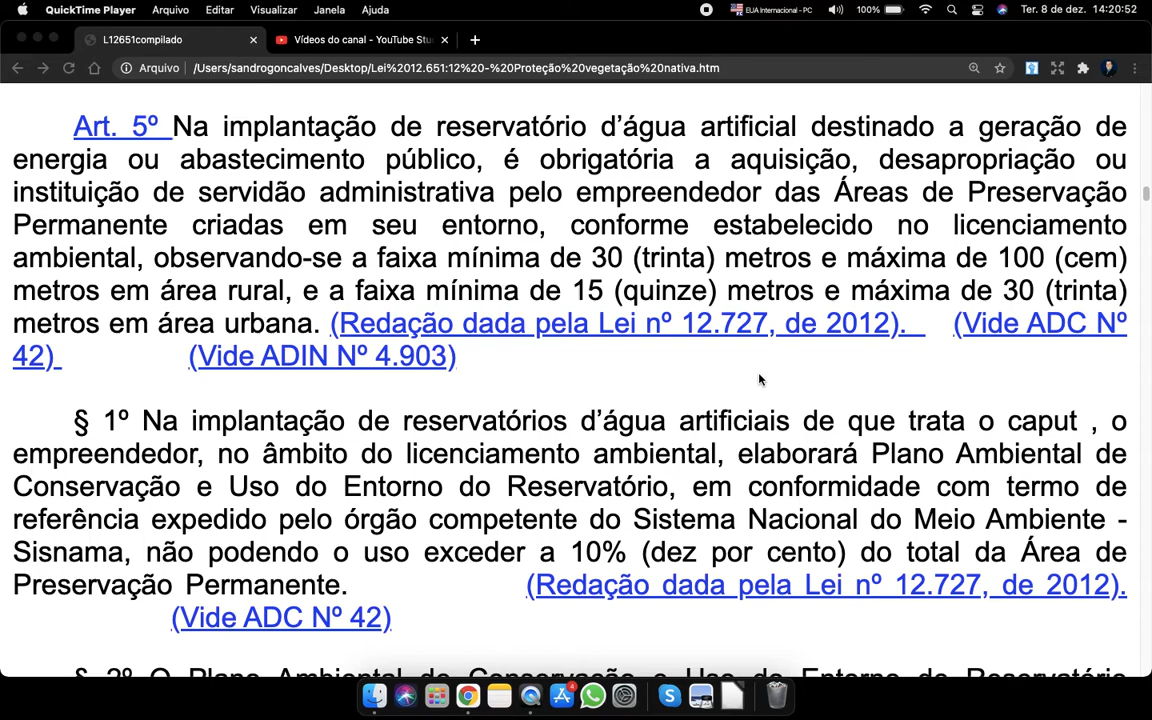 QuickTime Player Arquivo Editar Visualizar Janela Ajuda EUA Internacional - PC 100% Ter. 8 de dez. 14:20:52
L12651compilado Vídeos do canal - YouTube Stu
Arquivo /Users/sandrogoncalves/Desktop/Lei%2012.651:12%20-%20Proteção%20vegetação%20nativa.htm
Art. 5º Na implantação de reservatório d’água artificial destinado a geração de
energia ou abastecimento público, é obrigatória a aquisição, desapropriação ou
instituição de servidão administrativa pelo empreendedor das Áreas de Preservação
Permanente criadas em seu entorno, conforme estabelecido no licenciamento
ambiental, observando-se a faixa mínima de 30 (trinta) metros e máxima de 100 (cem)
metros em área rural, e a faixa mínima de 15 (quinze) metros e máxima de 30 (trinta)
metros em área urbana. (Redação dada pela Lei nº 12.727, de 2012). (Vide ADC Nº
42) (Vide ADIN Nº 4.903)
§ 1º Na implantação de reservatórios d’água artificiais de que trata o caput , o
empreendedor, no âmbito do licenciamento ambiental, elaborará Plano Ambiental de
Conservação e Uso do Entorno do Reservatório, em conformidade com termo de
referência expedido pelo órgão competente do Sistema Nacional do Meio Ambiente -
Sisnama, não podendo o uso exceder a 10% (dez por cento) do total da Área de
Preservação Permanente. (Redação dada pela Lei nº 12.727, de 2012).
(Vide ADC Nº 42)
§ 2º O Plano Ambiental de Conservação e Uso do Entorno do Reservatório